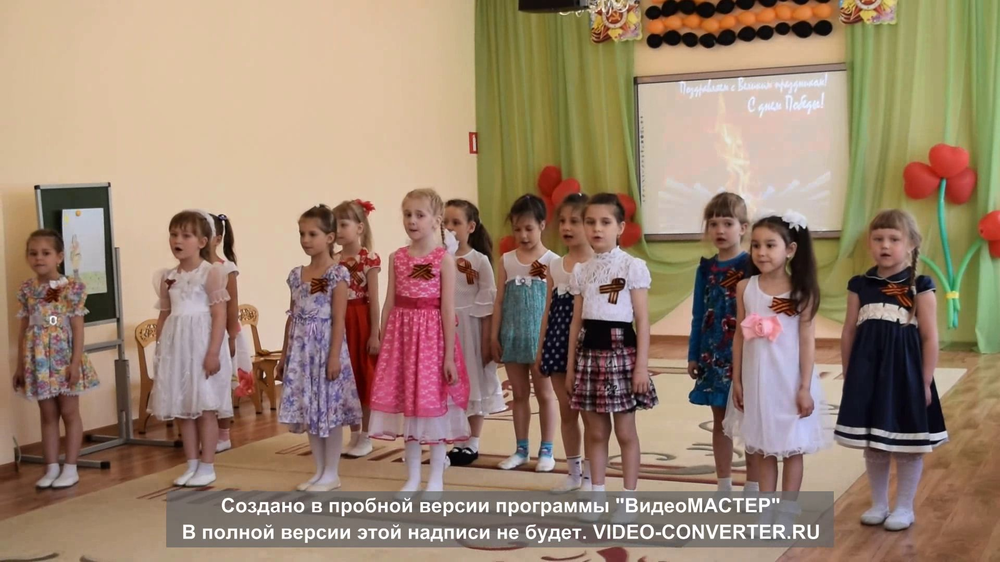 Поздравляем с Великим праздником!
С днем Победы!
Создано в пробной версии программы "ВидеоМАСТЕР"
В полной версии этой надписи не будет. VIDEO-CONVERTER.RU